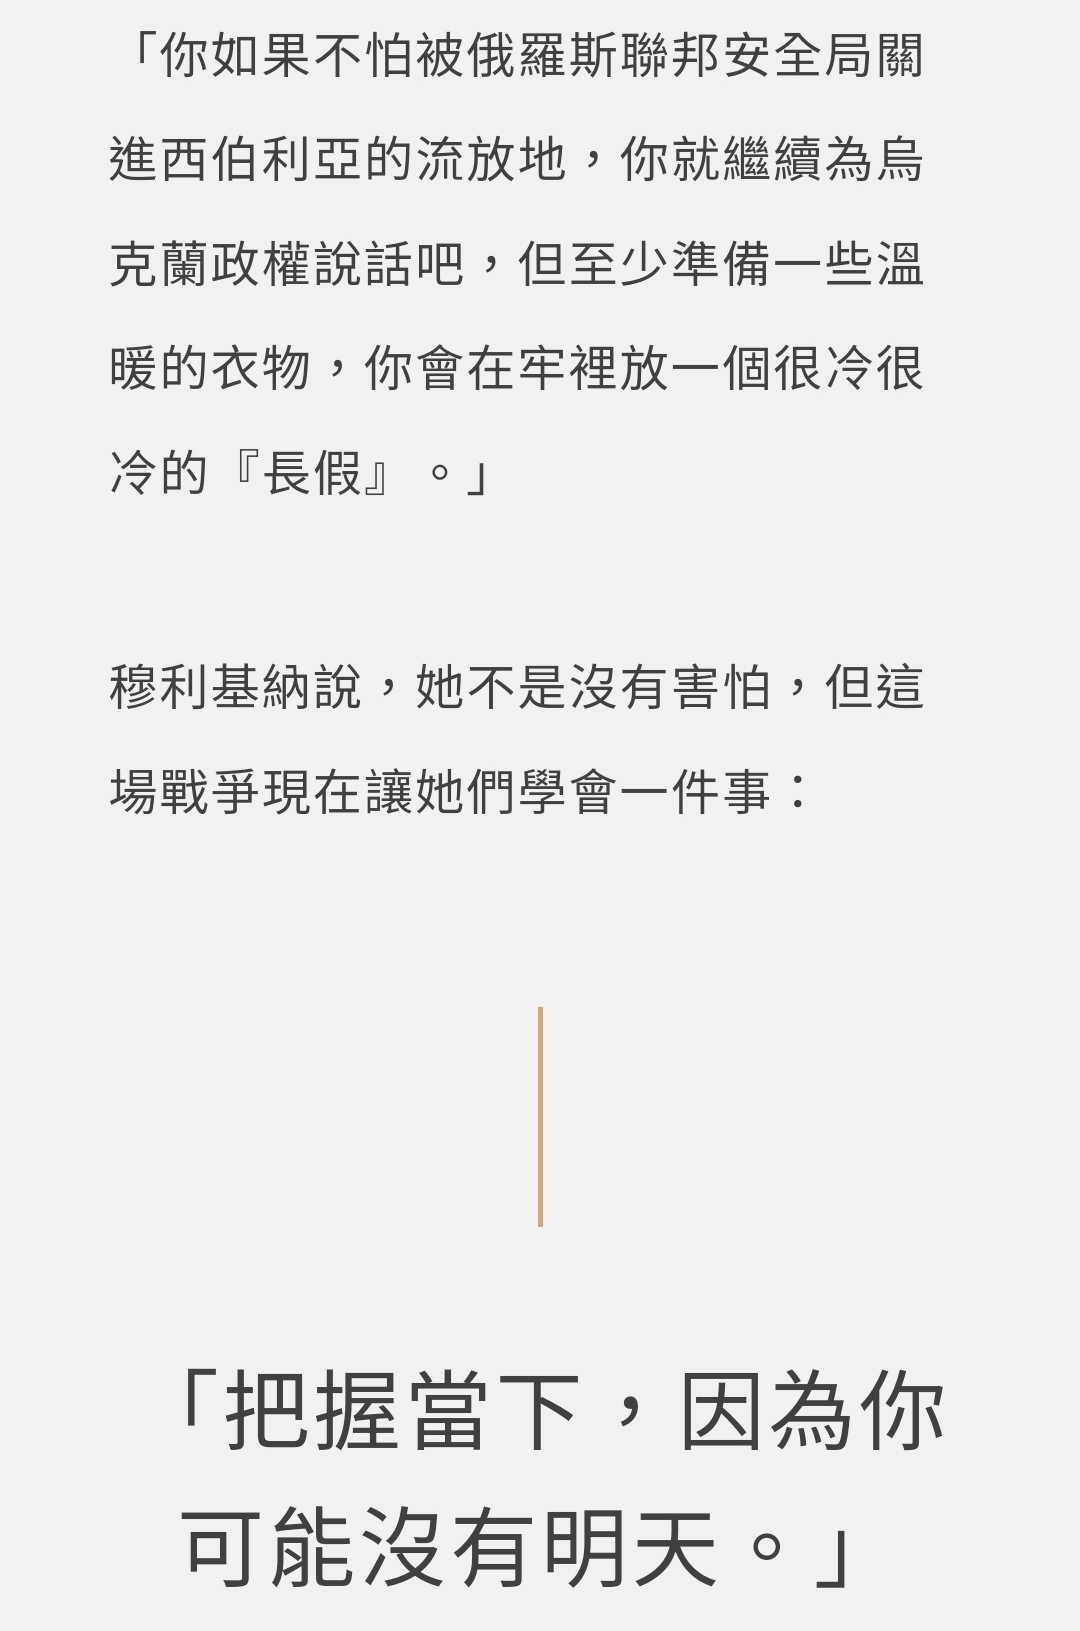 「你如果不怕被俄羅斯聯邦安全局關
進西伯利亞的流放地，你就繼續為烏
克蘭政權說話吧，但至少準備一些溫
暖的衣物，你會在牢裡放一個很冷很
冷的『長假』。」
穆利基納說，她不是沒有害怕，但這
場戰爭現在讓她們學會一件事：
「把握當下，因為你
可能沒有明天。」